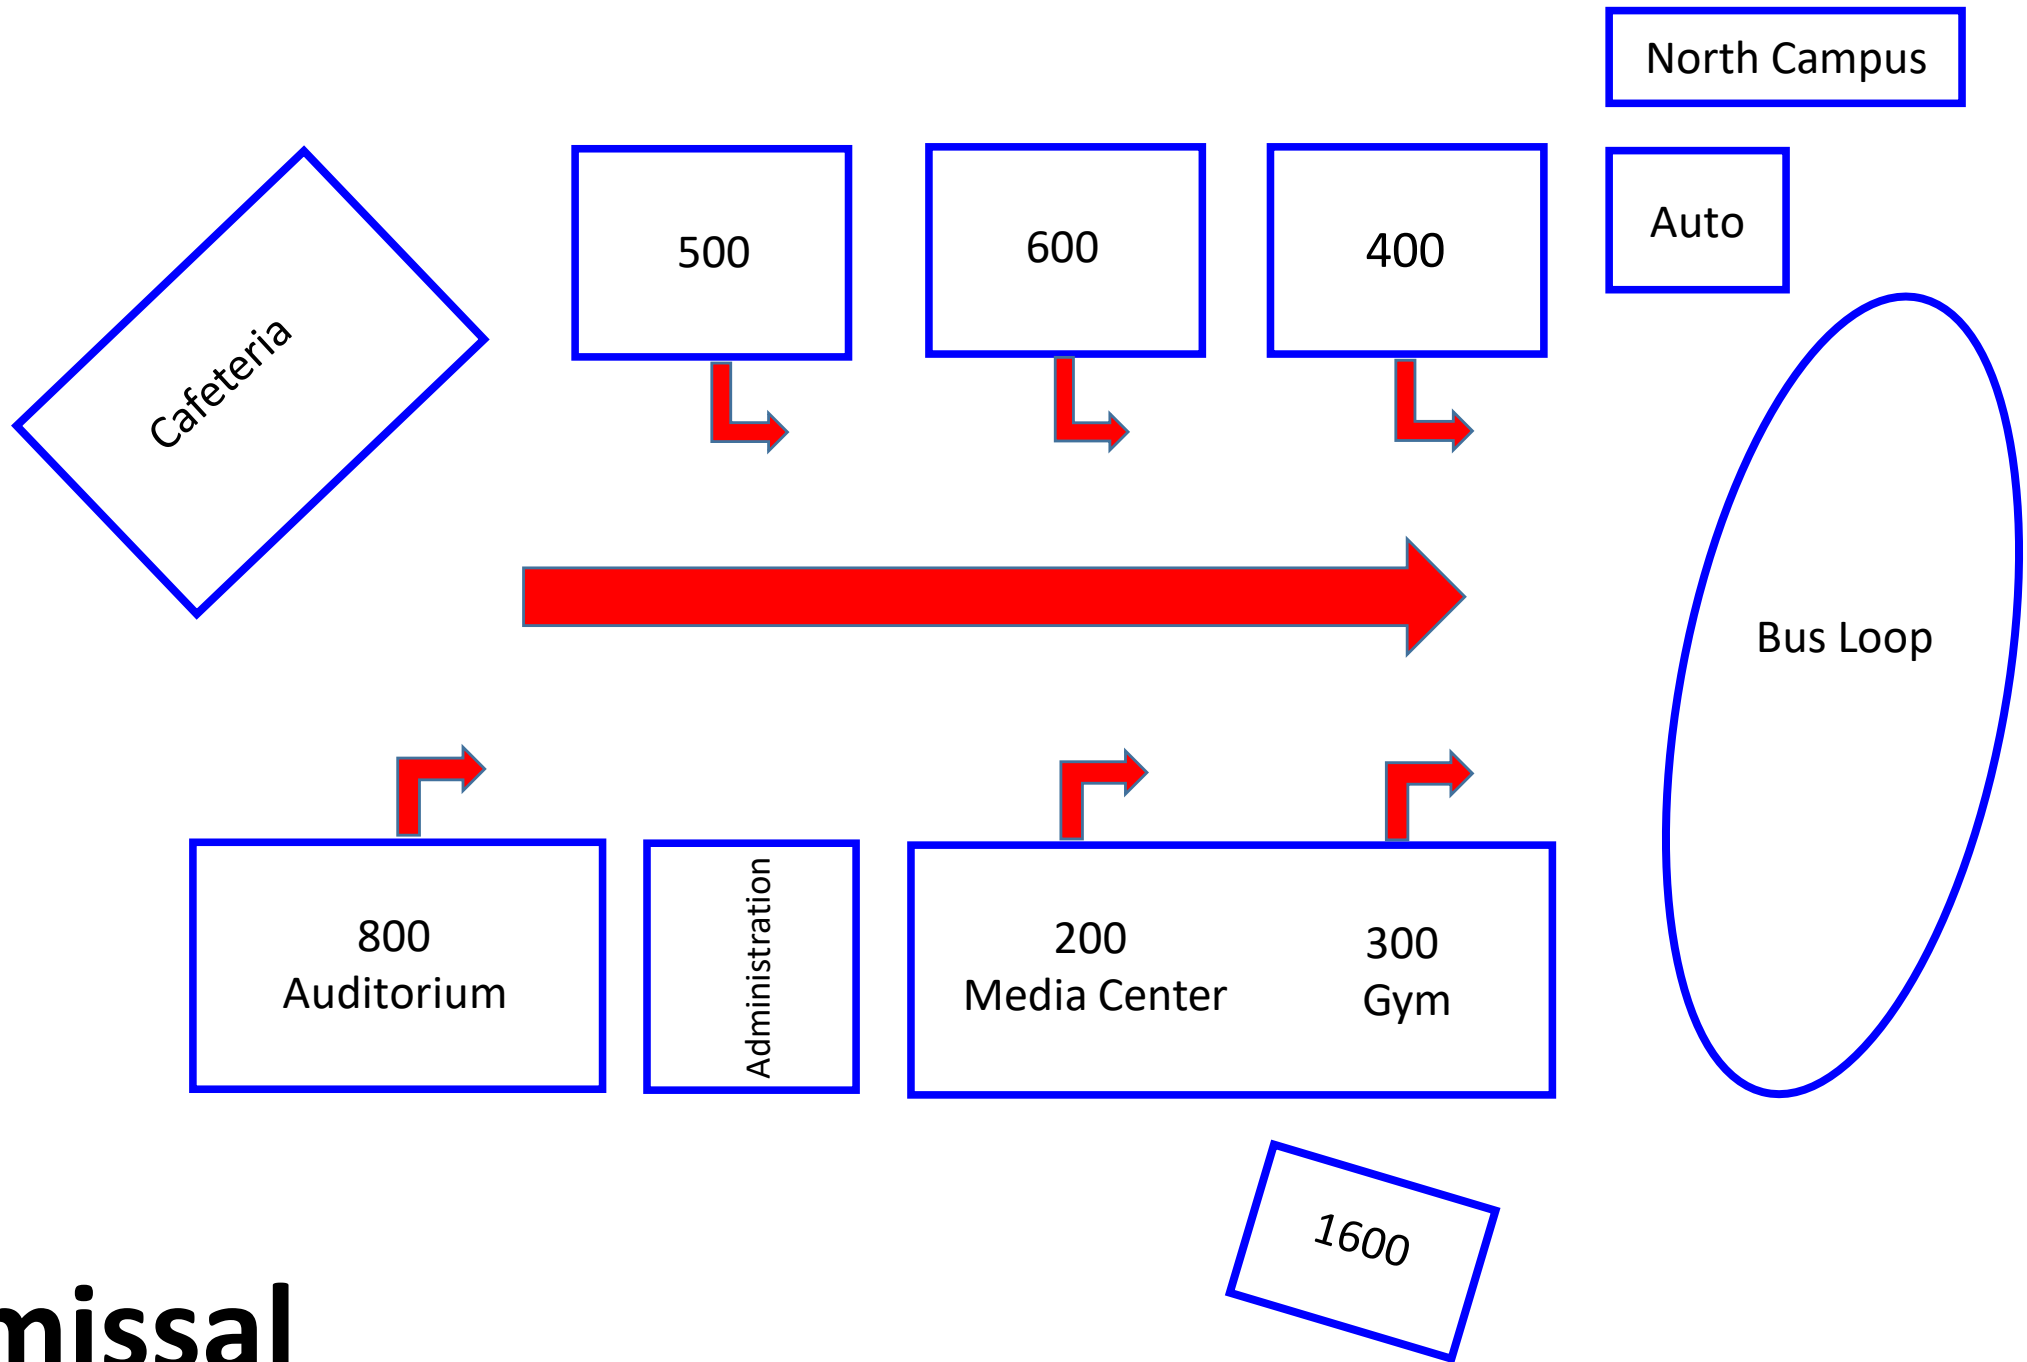 North Campus
500
600
400
Auto
Cafeteria
Bus Loop
800
Auditorium
Administration
200
Media Center
300
Gym
1600
missal